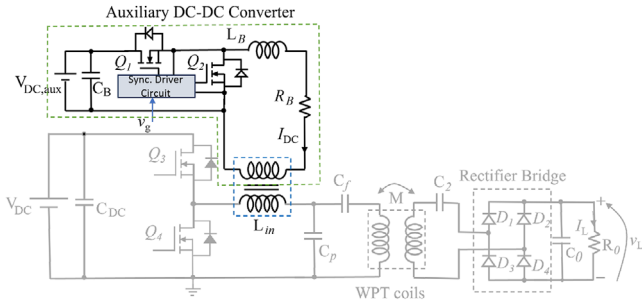 Auxiliary DC-DC Converter
L_B
Q_1
Q_2
V_DC,aux
C_B
Sync. Driver
Circuit
R_B
v_g
I_DC
Q_3
V_DC
C_DC
Q_4
L_in
C_f
C_p
M
C_2
WPT coils
Rectifier Bridge
D_1
D_2
D_3
D_4
C_0
I_L
R_0
+
v_L
−